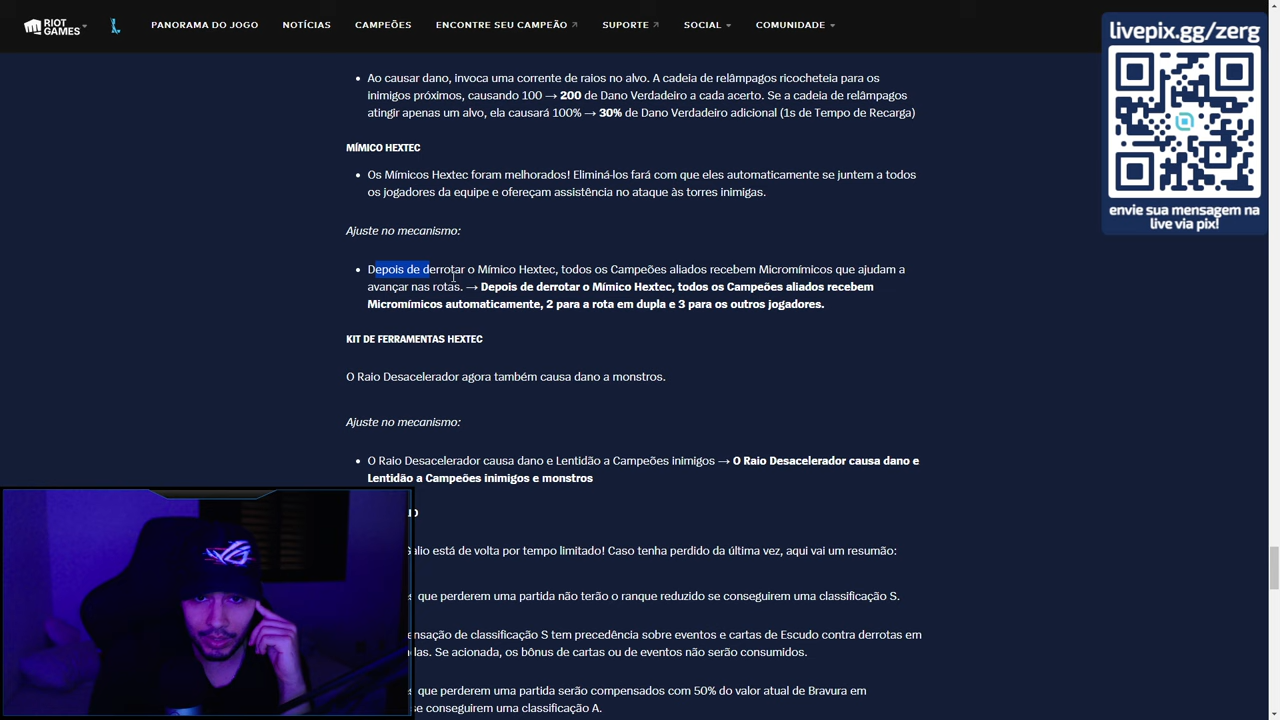 RIOT GAMES
PANORAMA DO JOGO
NOTÍCIAS
CAMPEÕES
ENCONTRE SEU CAMPEÃO
SUPORTE
SOCIAL
COMUNIDADE
livepix.gg/zerg
envie sua mensagem na
live via pix!
Ao causar dano, invoca uma corrente de raios no alvo. A cadeia de relâmpagos ricocheteia para os
inimigos próximos, causando 100 → 200 de Dano Verdadeiro a cada acerto. Se a cadeia de relâmpagos
atingir apenas um alvo, ela causará 100% → 30% de Dano Verdadeiro adicional (1s de Tempo de Recarga)
MÍMICO HEXTEC
Os Mímicos Hextec foram melhorados! Eliminá-los fará com que eles automaticamente se juntem a todos
os jogadores da equipe e ofereçam assistência no ataque às torres inimigas.
Ajuste no mecanismo:
Depois de derrotar o Mímico Hextec, todos os Campeões aliados recebem Micromímicos que ajudam a
avançar nas rotas. → Depois de derrotar o Mímico Hextec, todos os Campeões aliados recebem
Micromímicos automaticamente, 2 para a rota em dupla e 3 para os outros jogadores.
KIT DE FERRAMENTAS HEXTEC
O Raio Desacelerador agora também causa dano a monstros.
Ajuste no mecanismo:
O Raio Desacelerador causa dano e Lentidão a Campeões inimigos → O Raio Desacelerador causa dano e
Lentidão a Campeões inimigos e monstros
está de volta por tempo limitado! Caso tenha perdido da última vez, aqui vai um resumão:
que perderem uma partida não terão o ranque reduzido se conseguirem uma classificação S.
de classificação S tem precedência sobre eventos e cartas de Escudo contra derrotas em
Se acionada, os bônus de cartas ou de eventos não serão consumidos.
que perderem uma partida serão compensados com 50% do valor atual de Bravura em
se conseguirem uma classificação A.